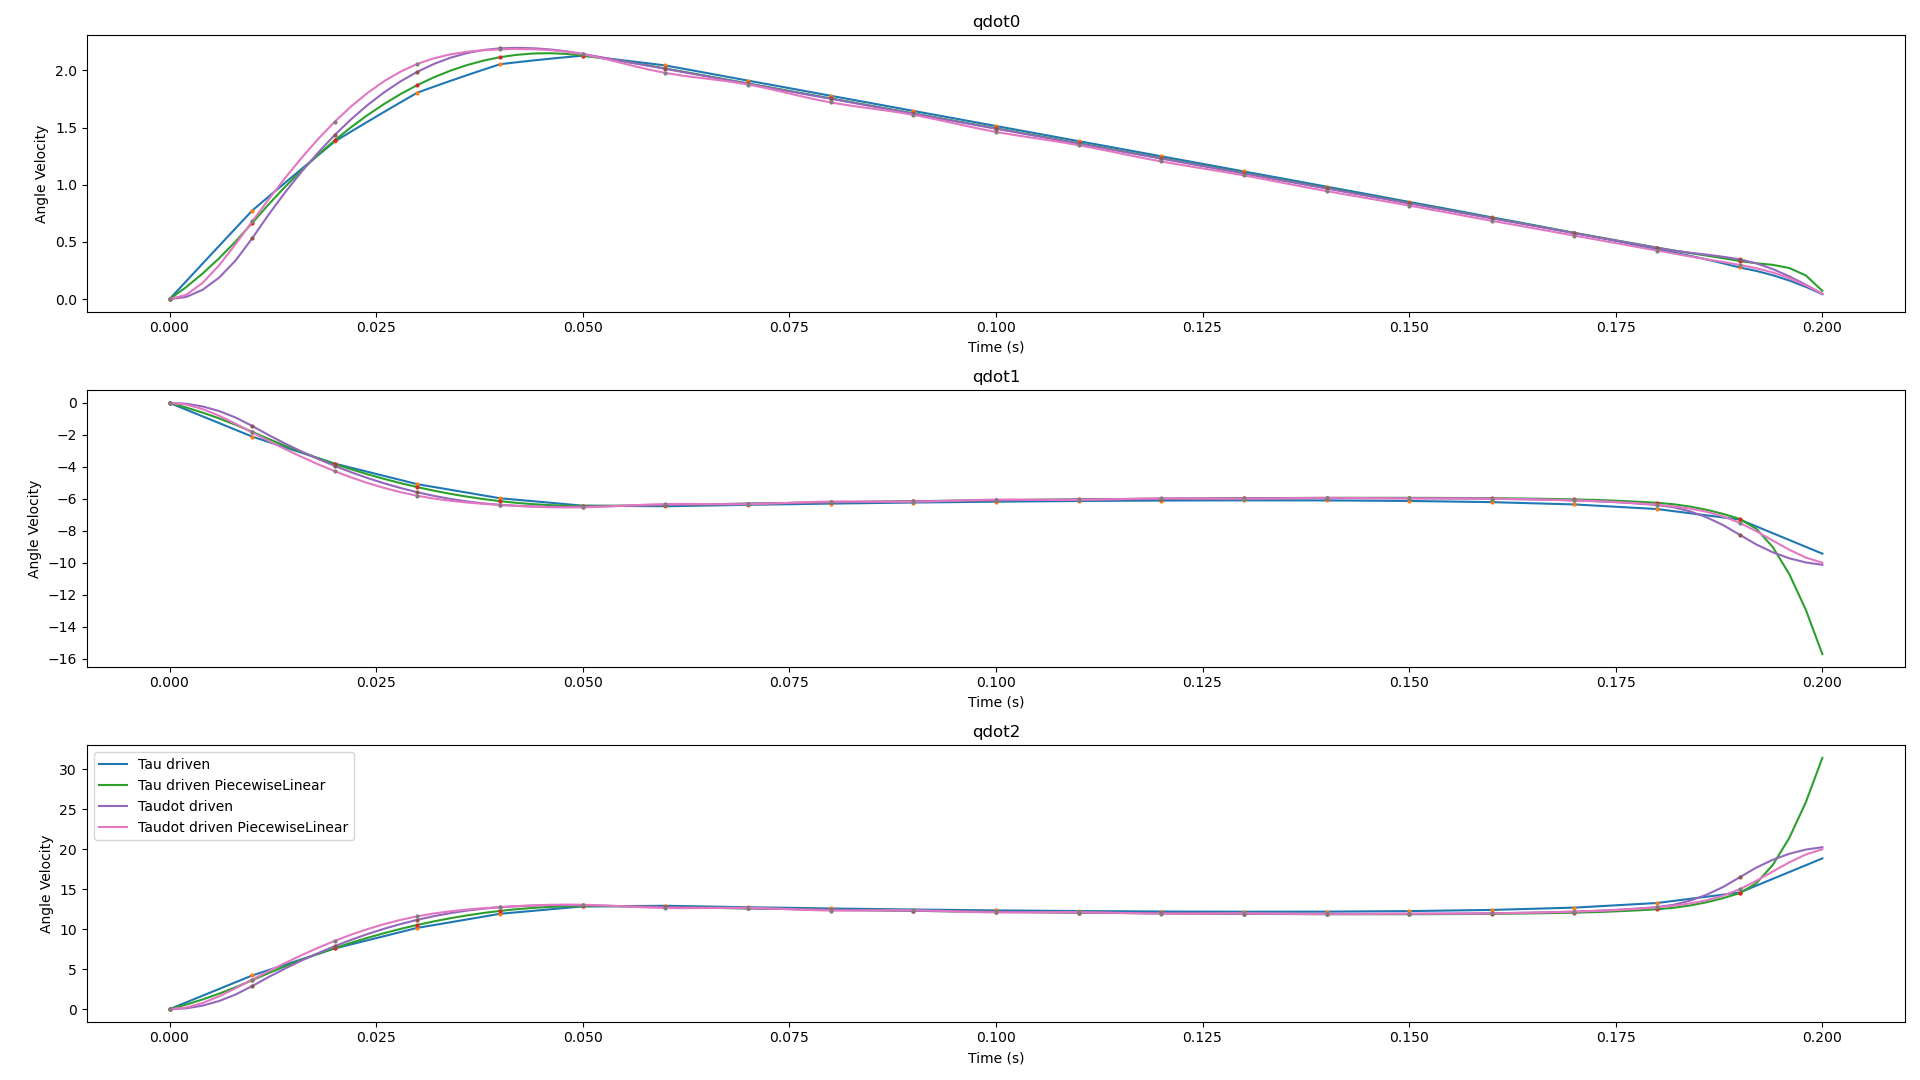 qdot0
Angle Velocity
2.0
1.5
1.0
0.5
0.0
0.000 0.025 0.050 0.075 0.100 0.125 0.150 0.175 0.200
Time (s)
qdot1
Angle Velocity
0
−2
−4
−6
−8
−10
−12
−14
−16
0.000 0.025 0.050 0.075 0.100 0.125 0.150 0.175 0.200
Time (s)
qdot2
Angle Velocity
30
25
20
15
10
5
0
Tau driven
Tau driven PiecewiseLinear
Taudot driven
Taudot driven PiecewiseLinear
0.000 0.025 0.050 0.075 0.100 0.125 0.150 0.175 0.200
Time (s)